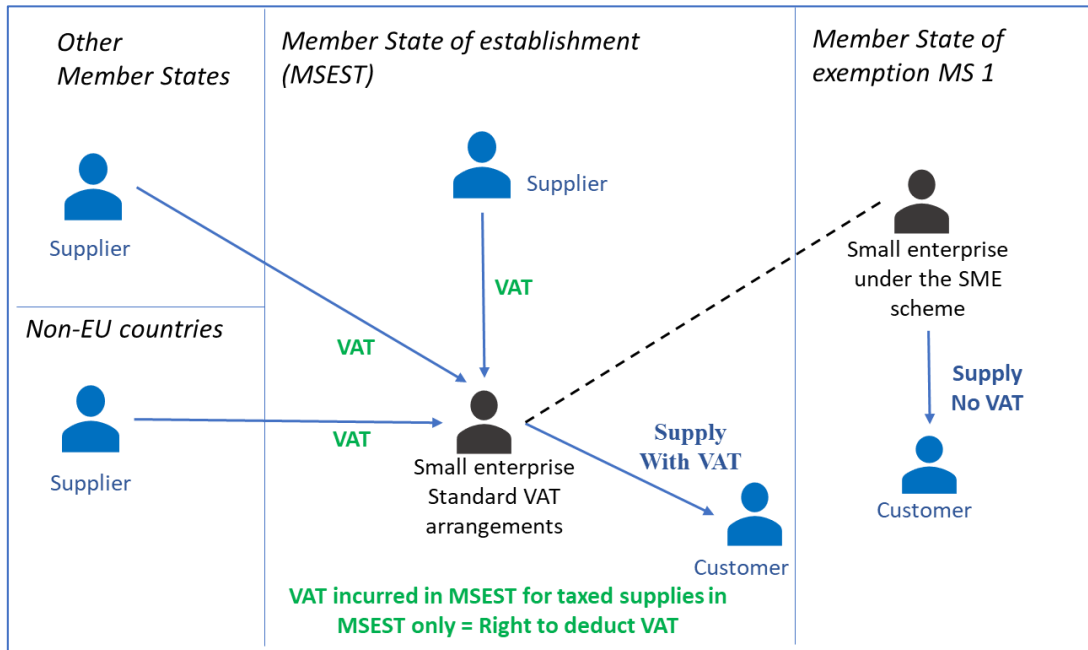 Other
Member States
Supplier
Non-EU countries
Supplier
Member State of establishment
(MSEST)
Supplier
VAT
VAT
VAT
Small enterprise
Standard VAT
arrangements
Supply
With VAT
Customer
VAT incurred in MSEST for taxed supplies in
MSEST only = Right to deduct VAT
Member State of
exemption MS 1
Small enterprise
under the SME
scheme
Supply
No VAT
Customer